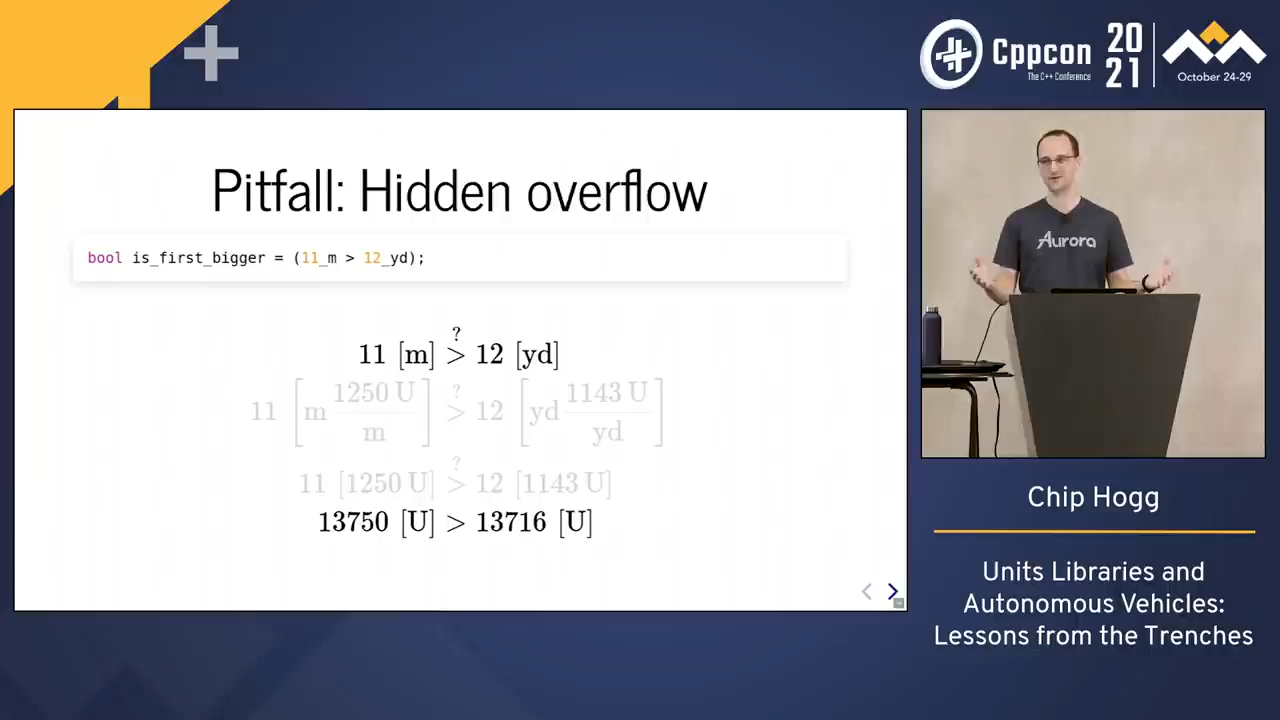 Cppcon
The C++ Conference
20
21
October 24-29
Pitfall: Hidden overflow
bool is_first_bigger = (11_m > 12_yd);
?
11 [m] > 12 [yd]
?
11 [m 1250 U / m] > 12 [yd 1143 U / yd]
?
11 [1250 U] > 12 [1143 U]
13750 [U] > 13716 [U]
Aurora
Chip Hogg
Units Libraries and
Autonomous Vehicles:
Lessons from the Trenches